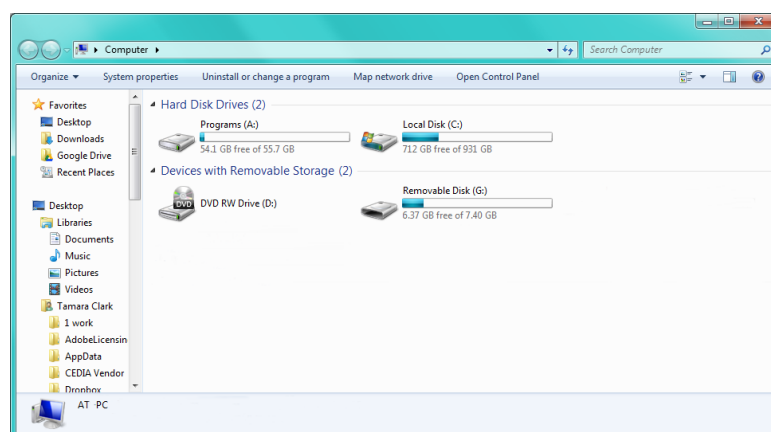 Computer
Search Computer
Organize
System properties
Uninstall or change a program
Map network drive
Open Control Panel
Favorites
Desktop
Downloads
Google Drive
Recent Places
Desktop
Libraries
Documents
Music
Pictures
Videos
Tamara Clark
1 work
AdobeLicensin
AppData
CEDIA Vendor
Dropbox
Hard Disk Drives (2)
Programs (A:)
54.1 GB free of 55.7 GB
Local Disk (C:)
712 GB free of 931 GB
Devices with Removable Storage (2)
DVD
DVD RW Drive (D:)
Removable Disk (G:)
6.37 GB free of 7.40 GB
AT -PC